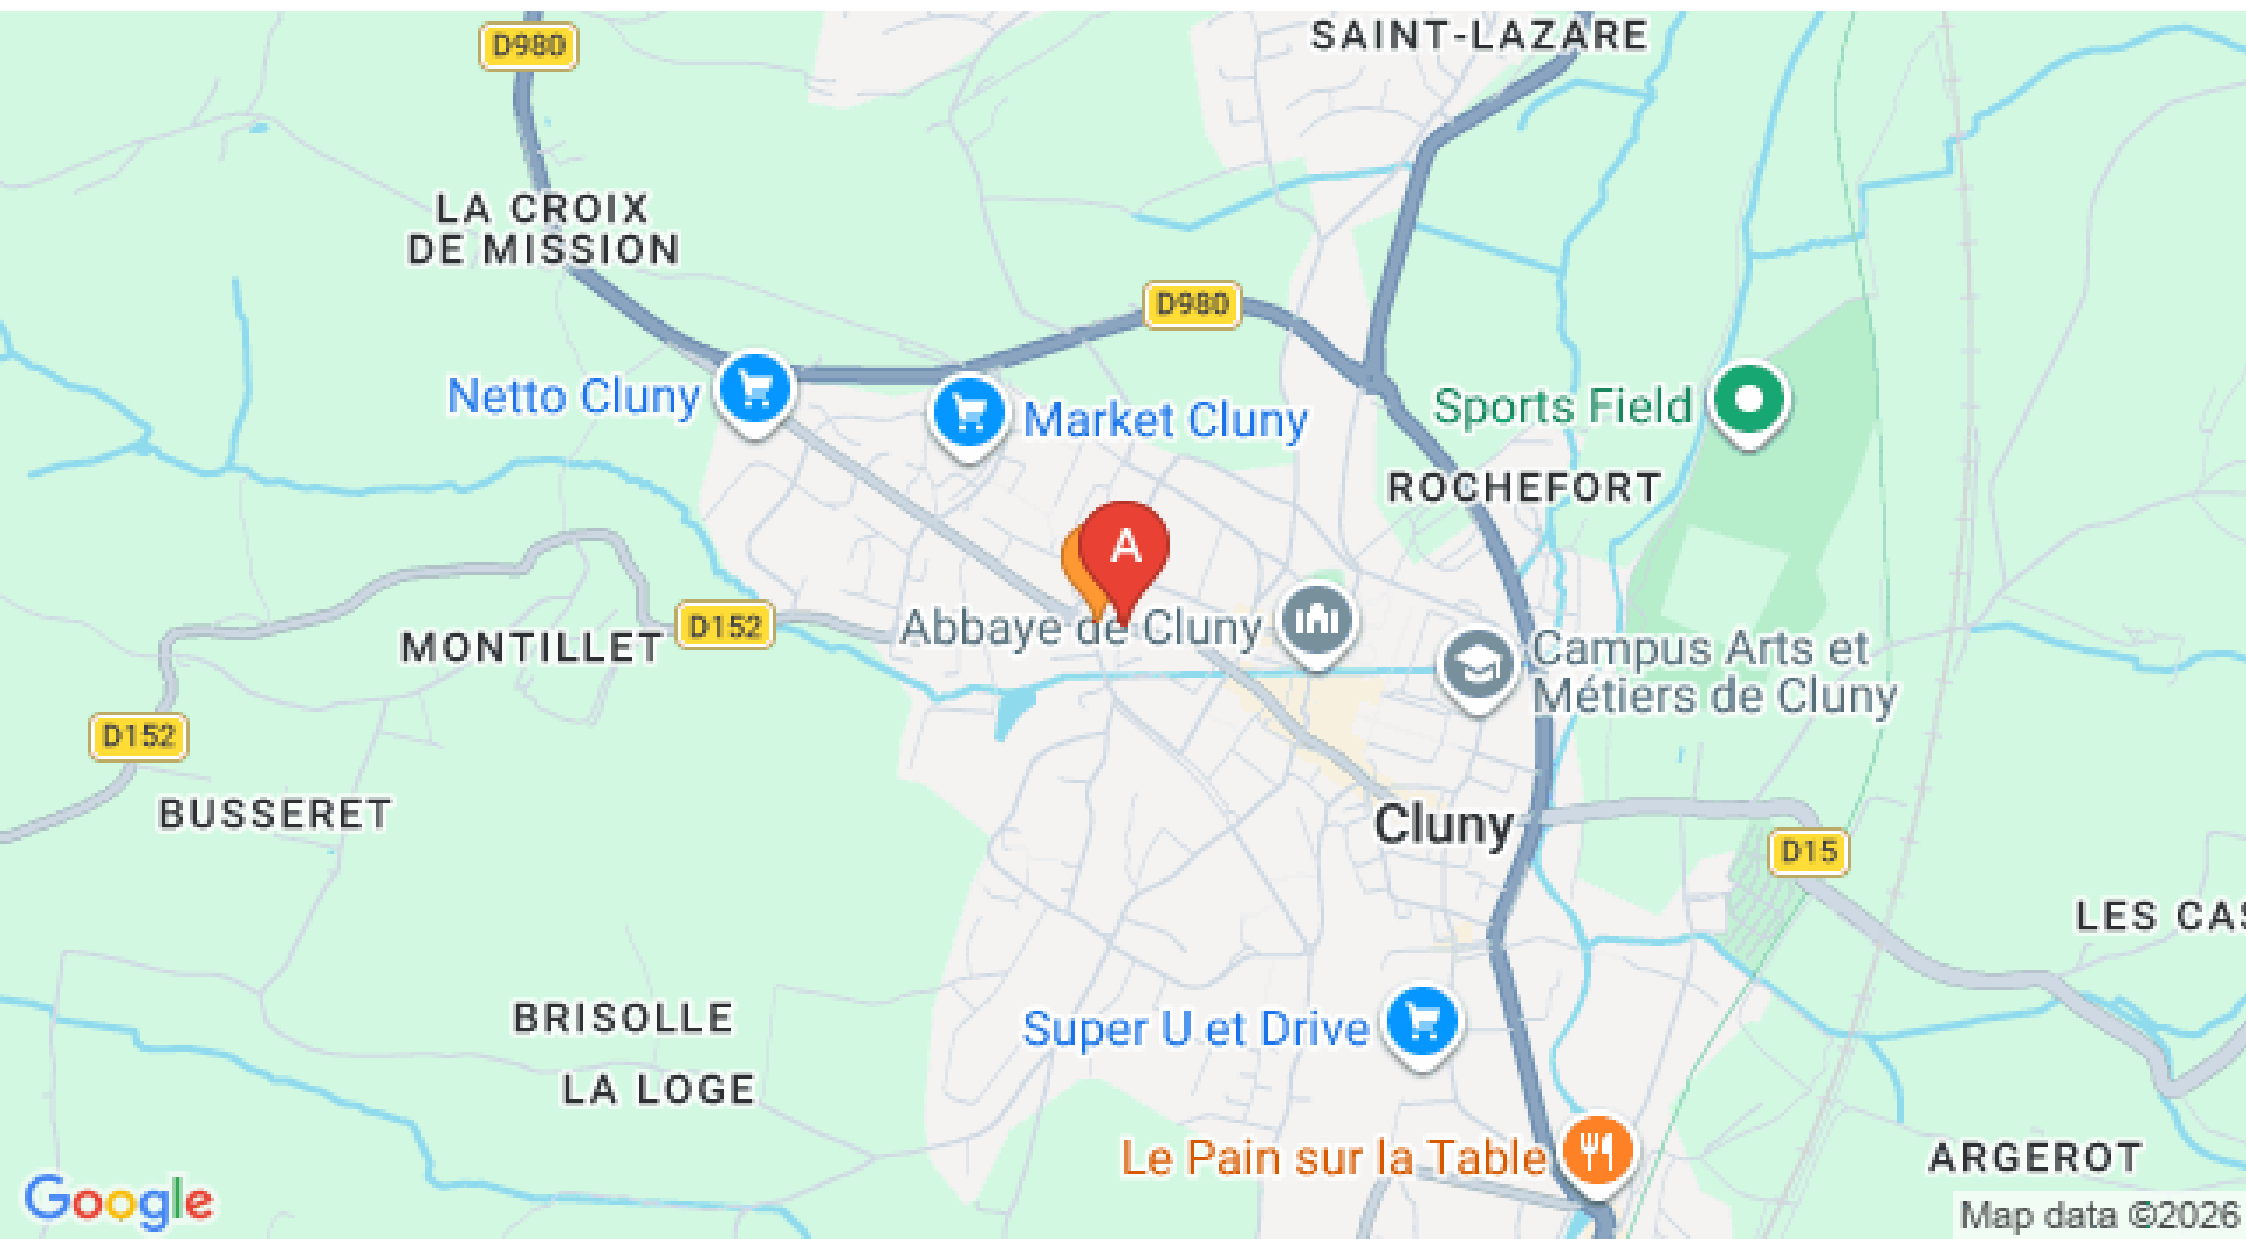 SAINT-LAZARE
D980
LA CROIX
DE MISSION
D980
Netto Cluny
Market Cluny
Sports Field
ROCHEFORT
A
Abbaye de Cluny
D152
MONTILLET
Campus Arts et
Métiers de Cluny
D152
BUSSERET
Cluny
D15
LES CAS
BRISOLLE
Super U et Drive
LA LOGE
Le Pain sur la Table
ARGEROT
Google
Map data ©2026